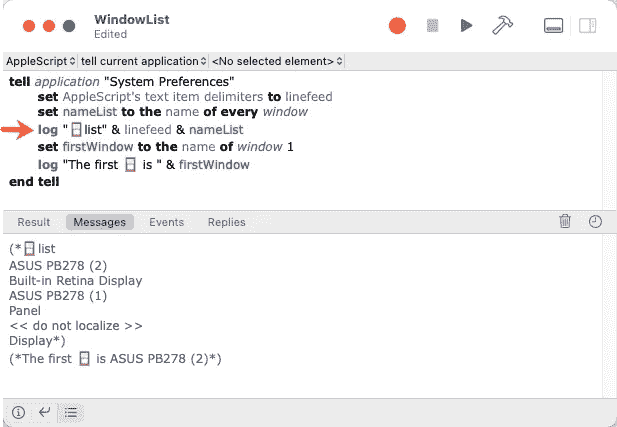 WindowList
Edited
AppleScript tell current application <No selected element>
tell application "System Preferences"
set AppleScript's text item delimiters to linefeed
set nameList to the name of every window
log "🪟list" & linefeed & nameList
set firstWindow to the name of window 1
log "The first 🪟 is " & firstWindow
end tell
Result Messages Events Replies
(*🪟list
ASUS PB278 (2)
Built-in Retina Display
ASUS PB278 (1)
Panel
<< do not localize >>
Display*)
(*The first 🪟 is ASUS PB278 (2)*)